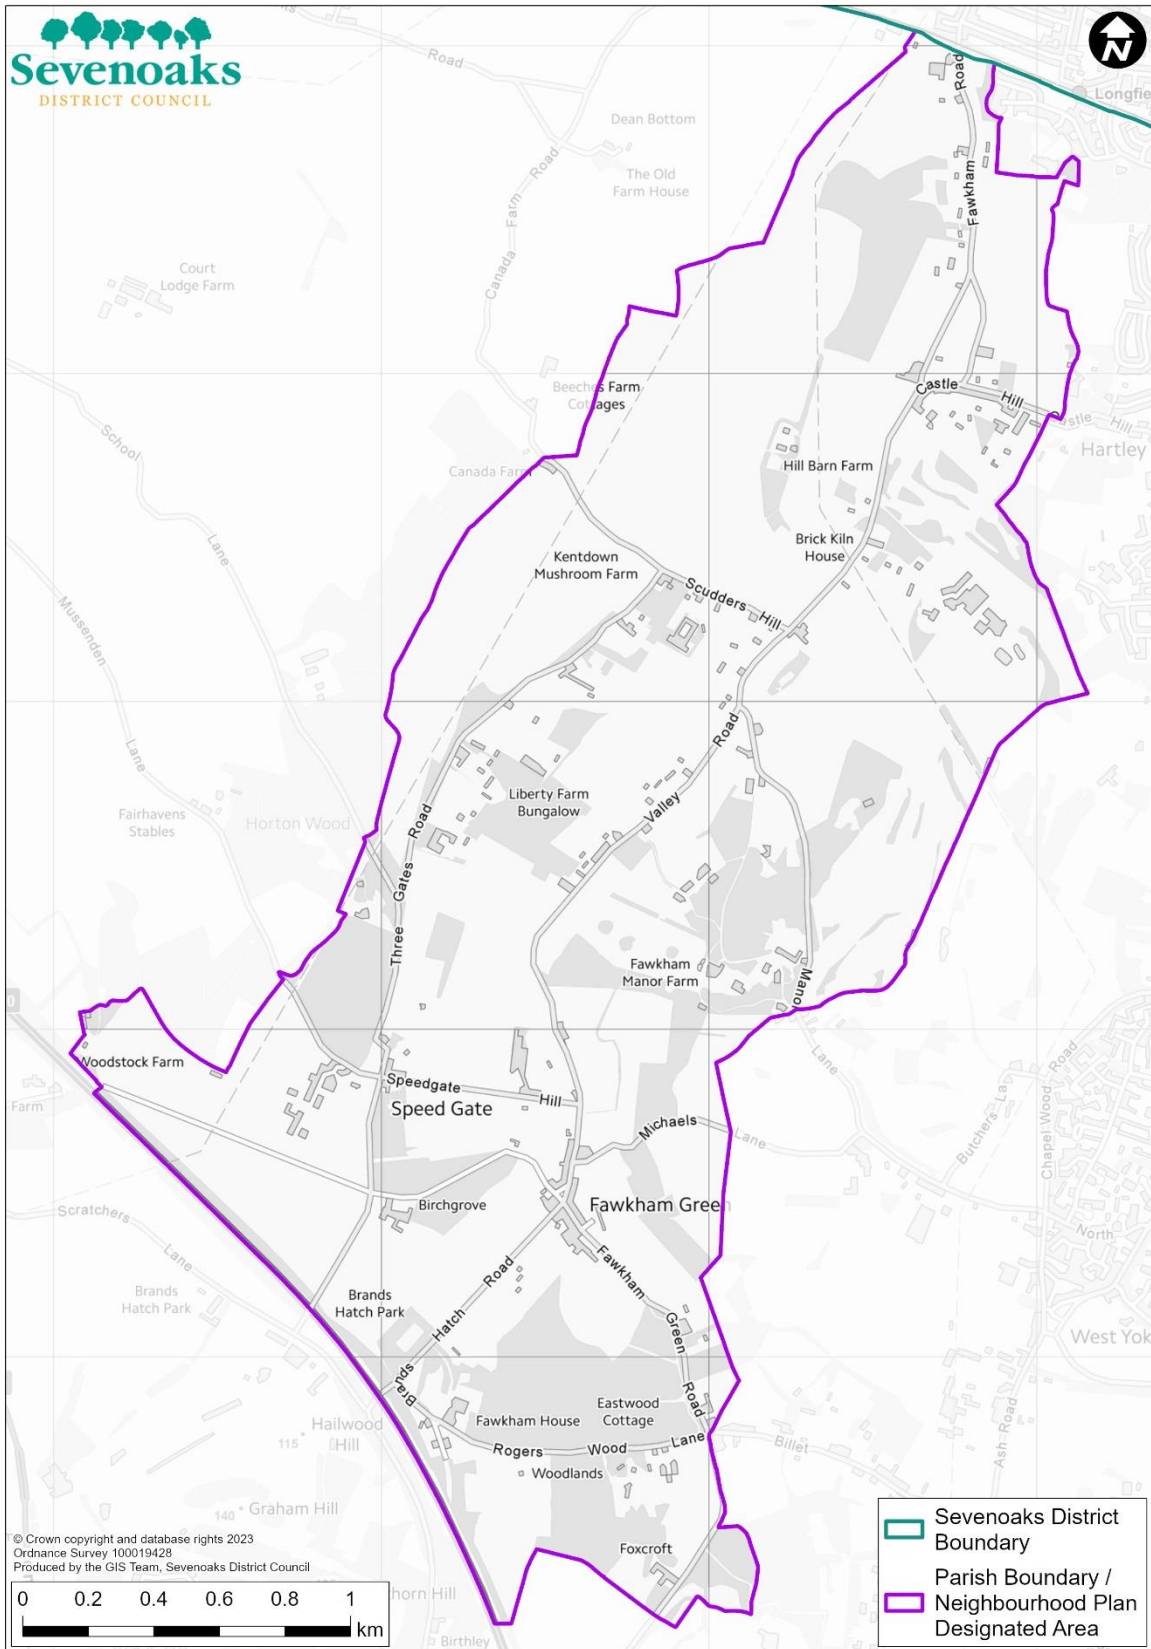 Sevenoaks
DISTRICT COUNCIL
N
Road
Road
Longfie
Dean Bottom
The Old
Farm House
Fawkham
Canada Farm Road
Court
Lodge Farm
Beeches Farm
Cottages
Castle Hill
Castle Hill
Hartley
School
Lane
Canada Farm
Hill Barn Farm
Brick Kiln
House
Kentdown
Mushroom Farm
Scudders Hill
Mussenden
Lane
Valley Road
Liberty Farm
Bungalow
Fairhavens
Stables
Horton Wood
Three Gates Road
Fawkham
Manor Farm
Manor
Lane
Woodstock Farm
Farm
Speedgate Hill
Speed Gate
Michaels Lane
Butchers La
Chapel Wood Road
Birchgrove
Fawkham Green
Scratchers
Lane
North
Brands
Hatch Park
Brands
Hatch Park
Brands Hatch Road
Fawkham Green Road
West Yok
Eastwood
Cottage
Fawkham House
Hailwood
Hill
115
Rogers Wood Lane
Billet
Ash Road
Woodlands
140
Graham Hill
Foxcroft
horn Hill
Birthley
© Crown copyright and database rights 2023
Ordnance Survey 100019428
Produced by the GIS Team, Sevenoaks District Council
0 0.2 0.4 0.6 0.8 1
km
Sevenoaks District
Boundary
Parish Boundary /
Neighbourhood Plan
Designated Area